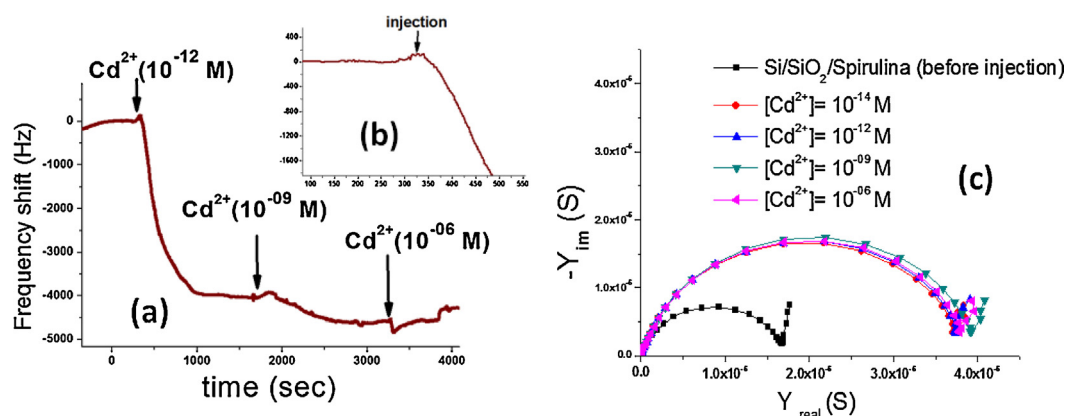 (a)
Cd2+(10-12 M)
Cd2+(10-09 M)
Cd2+(10-06 M)
Frequency shift (Hz)
0
-1000
-2000
-3000
-4000
-5000
0 1000 2000 3000 4000
time (sec)
injection
(b)
400
0
-400
-800
-1200
-1600
100 150 200 250 300 350 400 450 500 550
Si/SiO2/Spirulina (before injection)
[Cd2+]= 10-14 M
[Cd2+]= 10-12 M
[Cd2+]= 10-09 M
[Cd2+]= 10-06 M
(c)
-Yim (S)
4.0x10-5
3.0x10-5
2.0x10-5
1.0x10-5
0.0
0.0 1.0x10-5 2.0x10-5 3.0x10-5 4.0x10-5
Y real (S)